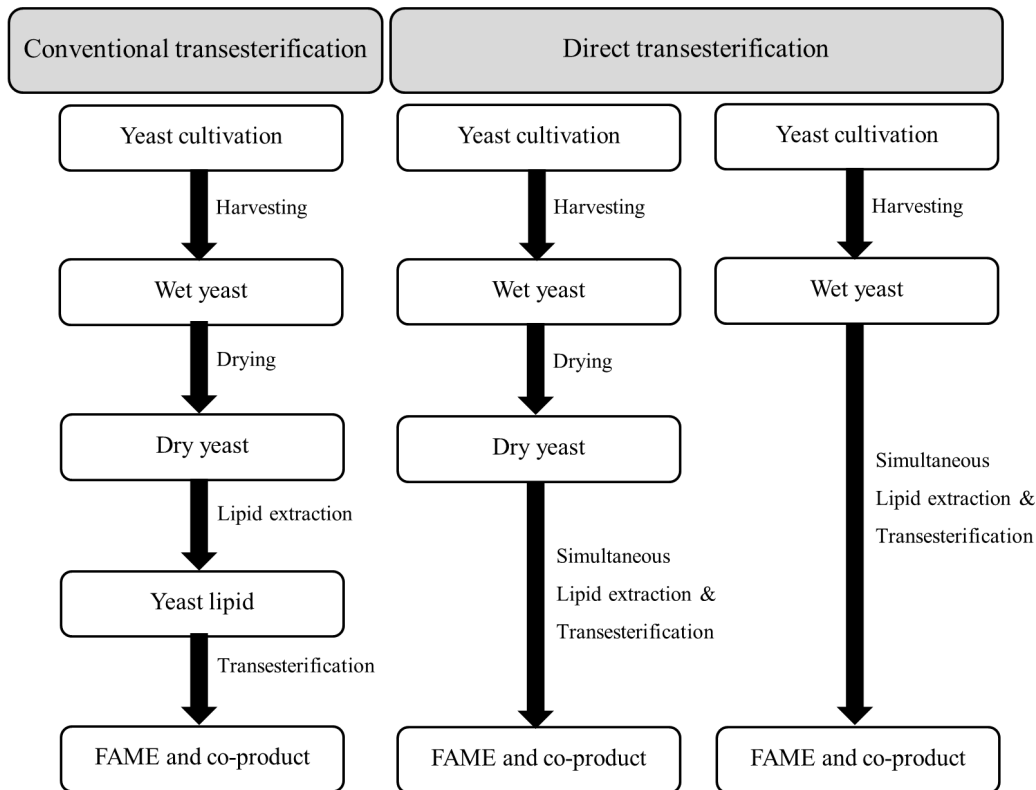 Conventional transesterification
Direct transesterification
Yeast cultivation
Harvesting
Wet yeast
Drying
Dry yeast
Lipid extraction
Yeast lipid
Transesterification
FAME and co-product
Yeast cultivation
Harvesting
Wet yeast
Drying
Dry yeast
Simultaneous
Lipid extraction &
Transesterification
FAME and co-product
Yeast cultivation
Harvesting
Wet yeast
Simultaneous
Lipid extraction &
Transesterification
FAME and co-product